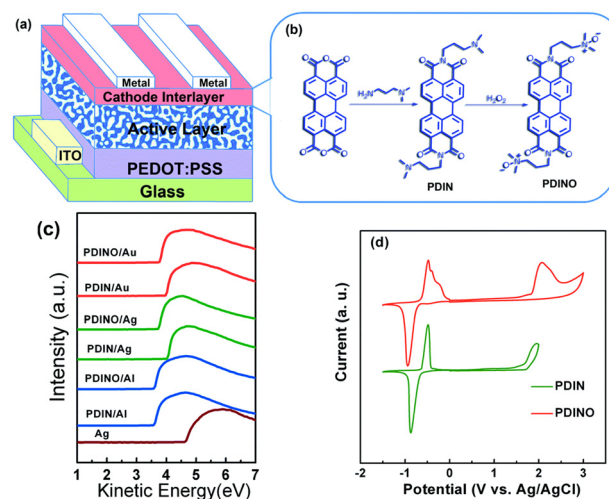 (a)
Metal
Metal
Cathode Interlayer
Active Layer
ITO
PEDOT:PSS
Glass
(b)
H₂N
N
H₂O₂
PDIN
PDINO
(c)
Intensity (a.u.)
PDINO/Au
PDIN/Au
PDINO/Ag
PDIN/Ag
PDINO/Al
PDIN/Al
Ag
1 2 3 4 5 6 7
Kinetic Energy(eV)
(d)
Current (a. u.)
PDIN
PDINO
-2 -1 0 1 2 3
Potential (V vs. Ag/AgCl)